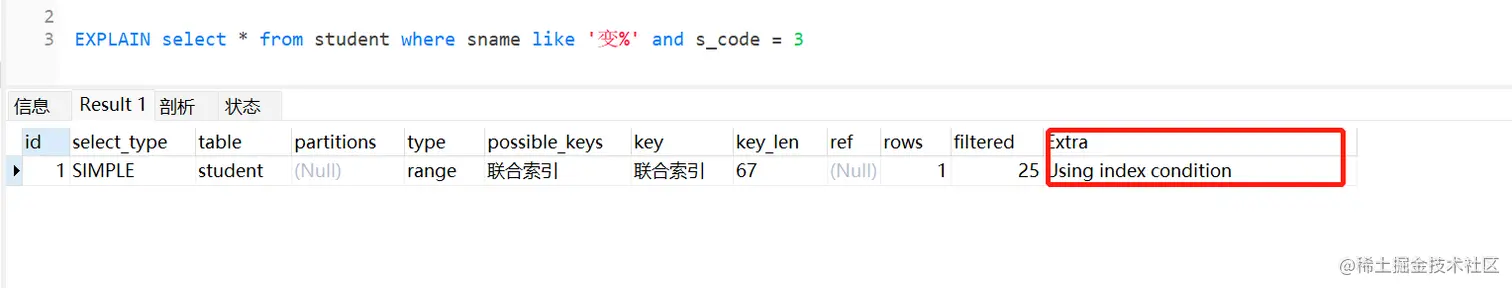 2
3 EXPLAIN select * from student where sname like '变%' and s_code = 3
信息 Result 1 剖析 状态
id select_type table partitions type possible_keys key key_len ref rows filtered Extra
1 SIMPLE student (Null) range 联合索引 联合索引 67 (Null) 1 25 Using index condition
@稀土掘金技术社区